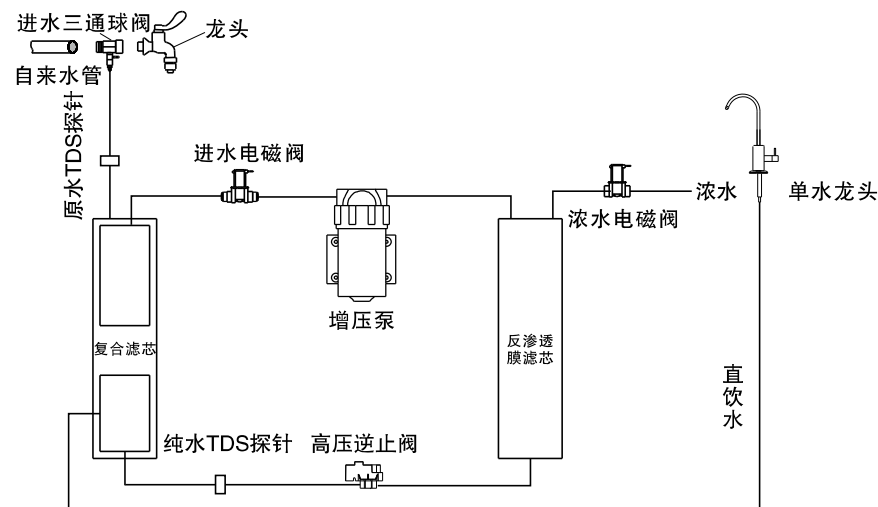 进水三通球阀
龙头
自来水管
原水TDS探针
进水电磁阀
浓水
单水龙头
浓水电磁阀
增压泵
复合滤芯
反渗透
膜滤芯
直饮水
纯水TDS探针
高压逆止阀